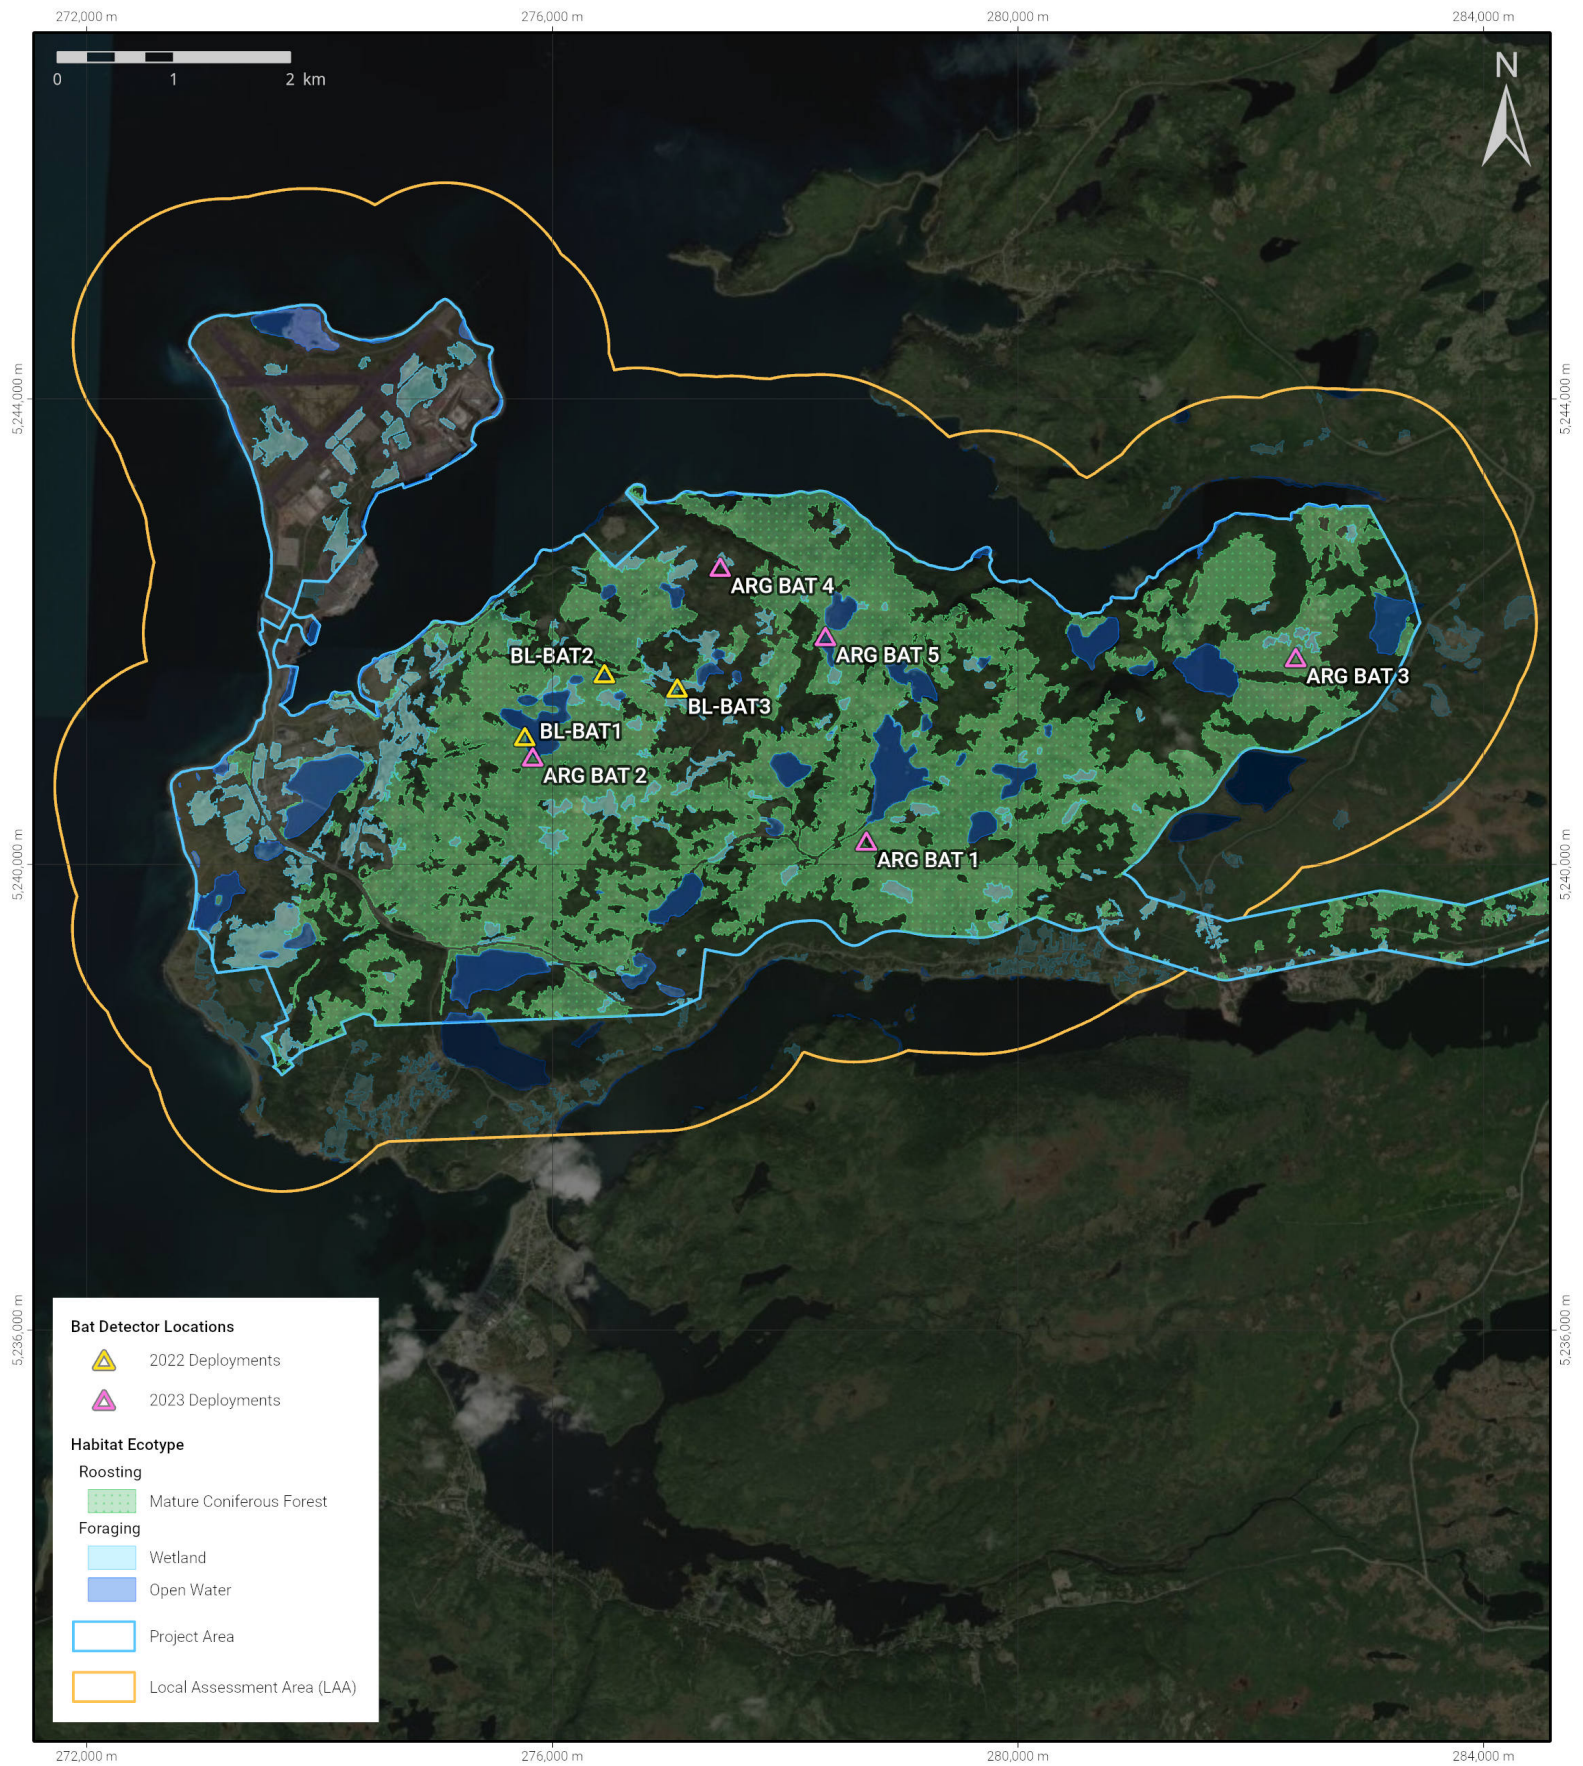 272,000 m
276,000 m
280,000 m
284,000 m
0 1 2 km
N
5,244,000 m
5,244,000 m
ARG BAT 4
BL-BAT2
ARG BAT 5
ARG BAT 3
BL-BAT3
BL-BAT1
ARG BAT 2
ARG BAT 1
5,240,000 m
5,240,000 m
5,236,000 m
5,236,000 m
Bat Detector Locations
2022 Deployments
2023 Deployments
Habitat Ecotype
Roosting
Mature Coniferous Forest
Foraging
Wetland
Open Water
Project Area
Local Assessment Area (LAA)
272,000 m
276,000 m
280,000 m
284,000 m